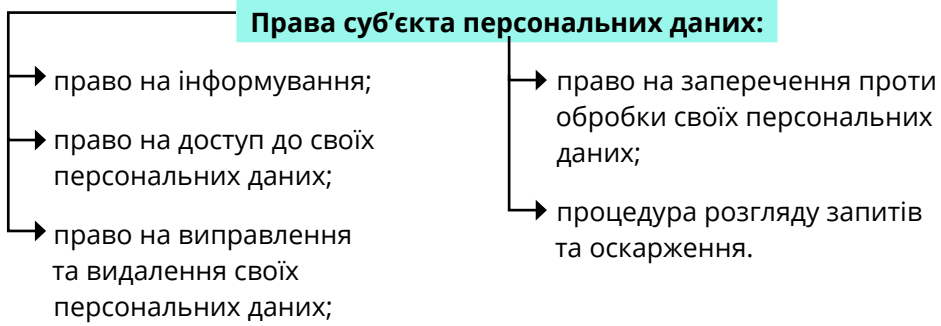 Права суб’єкта персональних даних:
право на інформування;
право на доступ до своїх
персональних даних;
право на виправлення
та видалення своїх
персональних даних;
право на заперечення проти
обробки своїх персональних
даних;
процедура розгляду запитів
та оскарження.